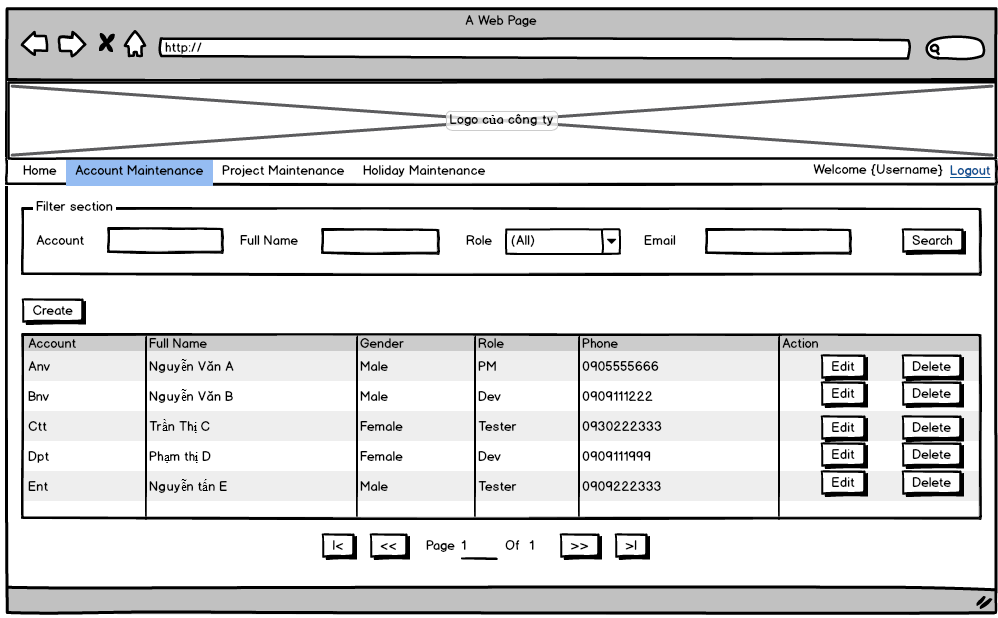 A Web Page
http://
Logo của công ty
Home Account Maintenance Project Maintenance Holiday Maintenance Welcome {Username} Logout
Filter section
Account Full Name Role (All) Email Search
Create
Account Full Name Gender Role Phone Action
Anv Nguyễn Văn A Male PM 0905555666 Edit Delete
Bnv Nguyễn Văn B Male Dev 0909111222 Edit Delete
Ctt Trần Thị C Female Tester 0930222333 Edit Delete
Dpt Phạm thị D Female Dev 0909111999 Edit Delete
Ent Nguyễn tấn E Male Tester 0909222333 Edit Delete
|< << Page 1 Of 1 >> >|